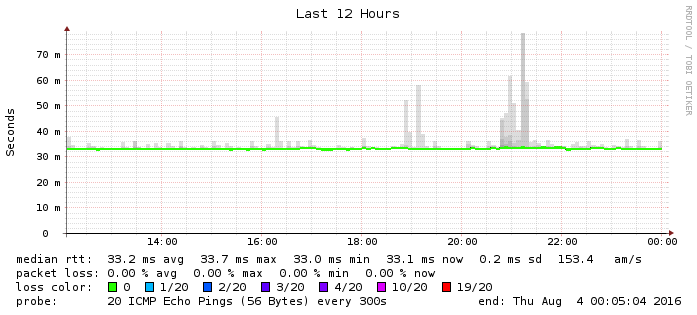 Last 12 Hours
RRDTOOL / TOBI OETIKER
Seconds
70 m
60 m
50 m
40 m
30 m
20 m
10 m
0
14:00 16:00 18:00 20:00 22:00 00:00
median rtt: 33.2 ms avg 33.7 ms max 33.0 ms min 33.1 ms now 0.2 ms sd 153.4 am/s
packet loss: 0.00 % avg 0.00 % max 0.00 % min 0.00 % now
loss color: 0 1/20 2/20 3/20 4/20 10/20 19/20
probe: 20 ICMP Echo Pings (56 Bytes) every 300s end: Thu Aug 4 00:05:04 2016